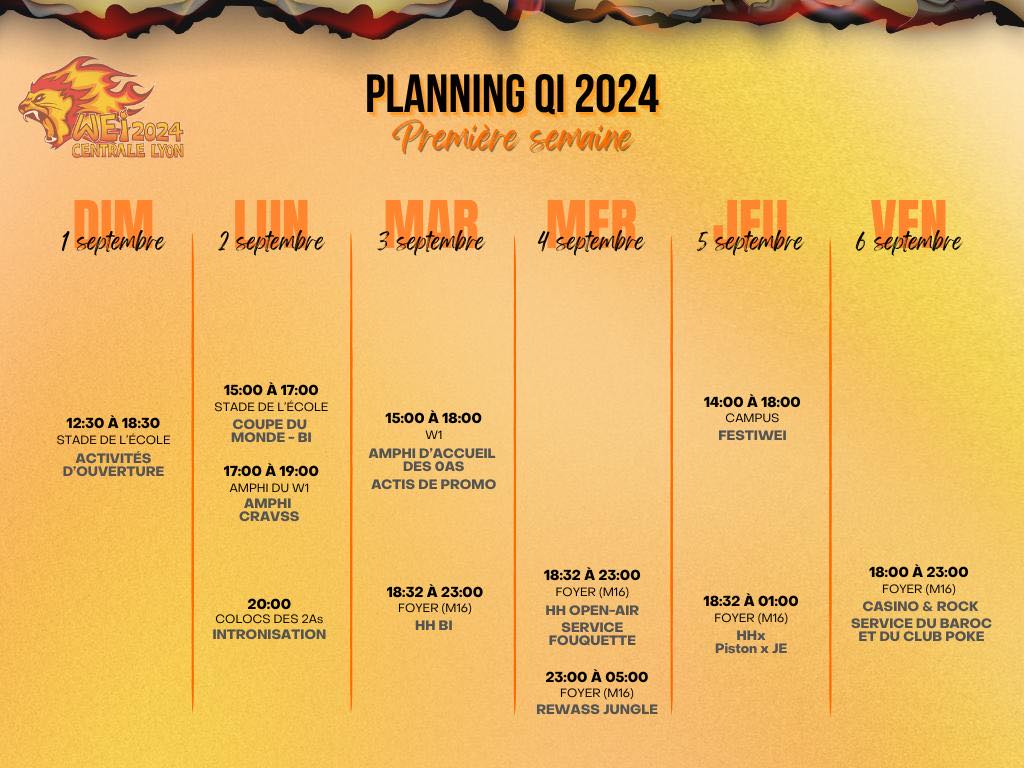 WEi 2024
CENTRALE LYON
PLANNING QI 2024
Première semaine
DIM
1 septembre
12:30 À 18:30
STADE DE L'ÉCOLE
ACTIVITÉS
D'OUVERTURE
LUN
2 septembre
15:00 À 17:00
STADE DE L'ÉCOLE
COUPE DU
MONDE - BI
17:00 À 19:00
AMPHI DU W1
AMPHI
CRAVSS
20:00
COLOCS DES 2As
INTRONISATION
MAR
3 septembre
15:00 À 18:00
W1
AMPHI D'ACCUEIL
DES 0AS
ACTIS DE PROMO
18:32 À 23:00
FOYER (M16)
HH BI
MER
4 septembre
18:32 À 23:00
FOYER (M16)
HH OPEN-AIR
SERVICE
FOUQUETTE
23:00 À 05:00
FOYER (M16)
REWASS JUNGLE
JEU
5 septembre
14:00 À 18:00
CAMPUS
FESTIWEI
18:32 À 01:00
FOYER (M16)
HHx
Piston x JE
VEN
6 septembre
18:00 À 23:00
FOYER (M16)
CASINO & ROCK
SERVICE DU BAROC
ET DU CLUB POKE